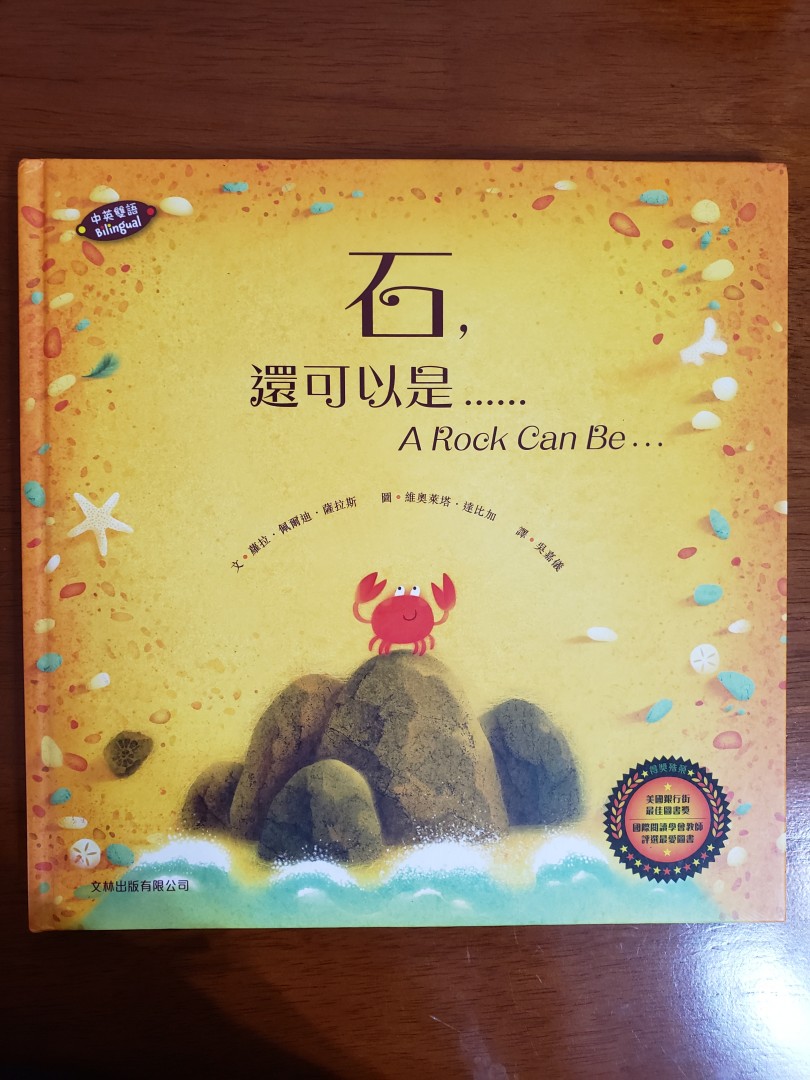 中英雙語
Bilingual
石,
還可以是......
A Rock Can Be...
文・蘿拉・佩爾迪・薩拉斯 圖・維奧萊塔・達比加 譯・吳嘉儀
美國銀行街
最佳圖書獎
國際閱讀學會教師
評選最愛圖書
文林出版有限公司